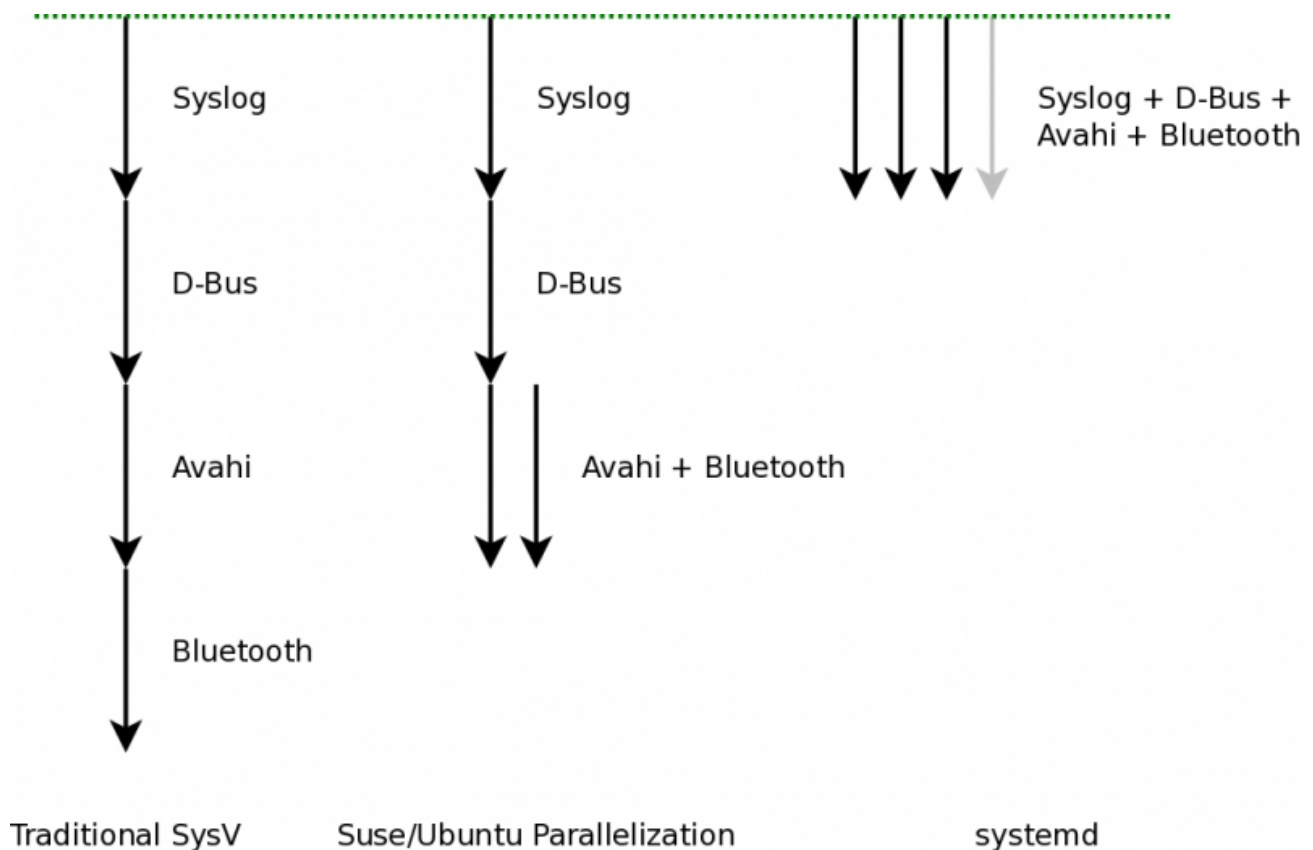 Syslog
D-Bus
Avahi
Bluetooth
Traditional SysV
Syslog
D-Bus
Avahi + Bluetooth
Suse/Ubuntu Parallelization
Syslog + D-Bus +
Avahi + Bluetooth
systemd